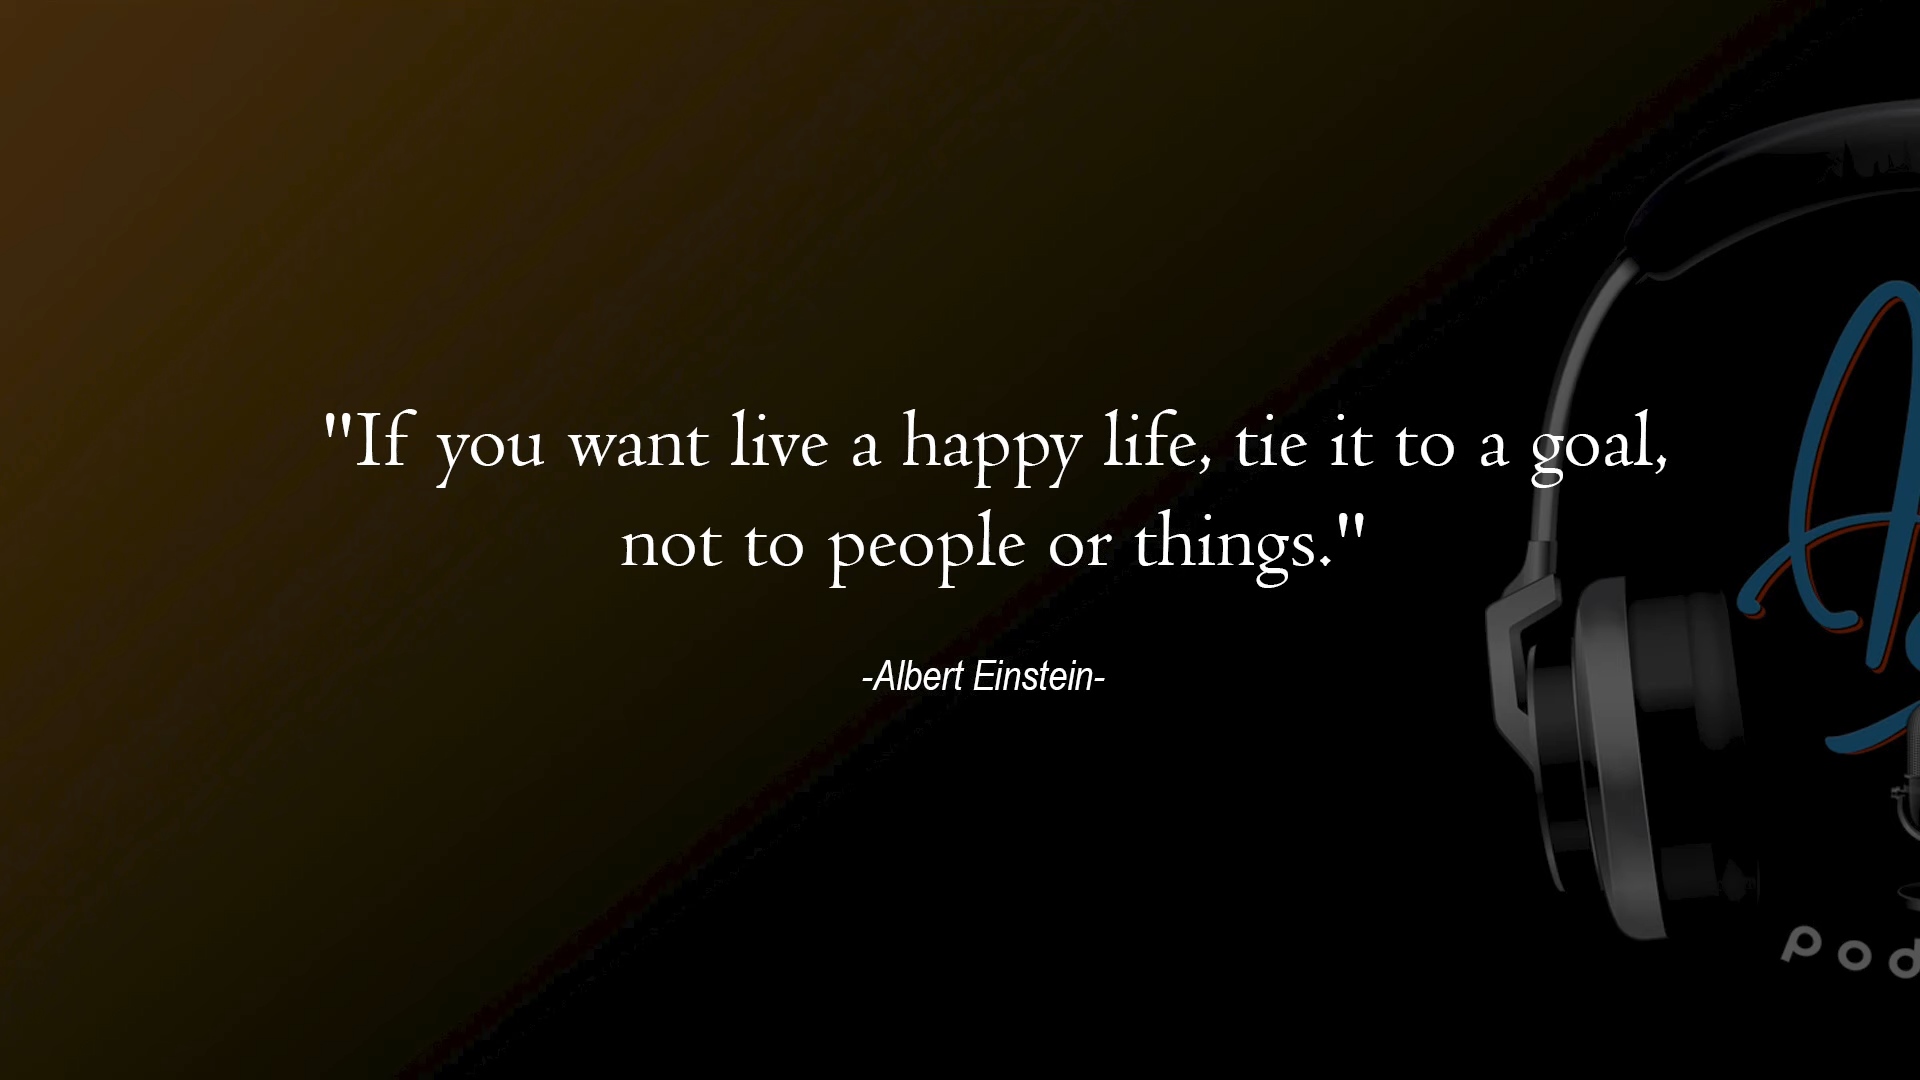 "If you want live a happy life, tie it to a goal,
not to people or things."
-Albert Einstein-
pod